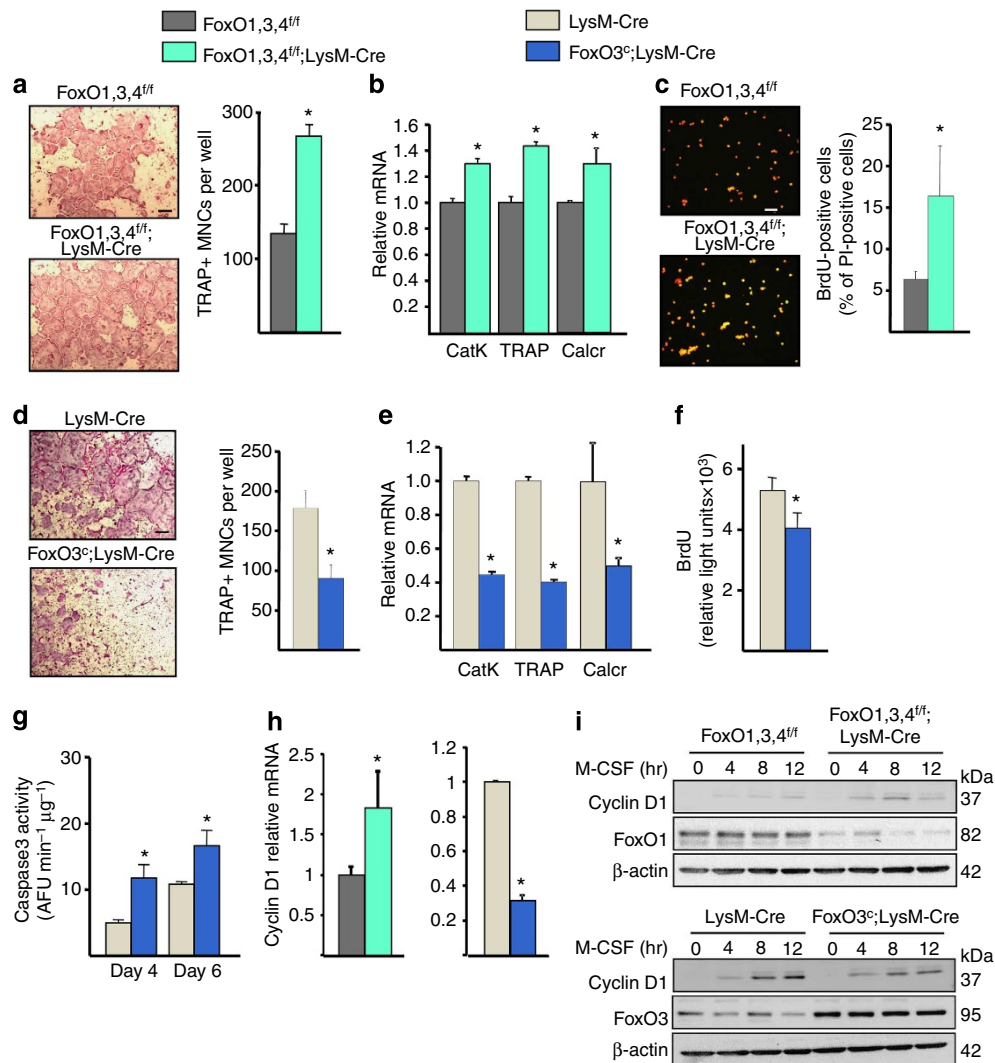 FoxO1,3,4f/f
FoxO1,3,4f/f;LysM-Cre
LysM-Cre
FoxO3c;LysM-Cre
a
FoxO1,3,4f/f
FoxO1,3,4f/f;
LysM-Cre
TRAP+ MNCs per well
300
200
100
*
b
Relative mRNA
1.6
1.4
1.2
1.0
0.8
0.6
0.4
0.2
* * *
CatK TRAP Calcr
c
FoxO1,3,4f/f
FoxO1,3,4f/f;
LysM-Cre
BrdU-positive cells
(% of PI-positive cells)
25
20
15
10
5
*
d
LysM-Cre
FoxO3c;LysM-Cre
TRAP+ MNCs per well
250
200
150
100
50
*
e
Relative mRNA
1.2
1.0
0.8
0.6
0.4
0.2
* * *
CatK TRAP Calcr
f
BrdU
(relative light units×10³)
6
4
2
*
g
Caspase3 activity
(AFU min−1 μg−1)
30
20
10
* *
Day 4 Day 6
h
Cyclin D1 relative mRNA
2.5
2
1.5
1
0.5
*
1.2
1
0.8
0.6
0.4
0.2
*
i
FoxO1,3,4f/f
FoxO1,3,4f/f;
LysM-Cre
M-CSF (hr) 0 4 8 12 0 4 8 12 kDa
Cyclin D1 37
FoxO1 82
β-actin 42
LysM-Cre FoxO3c;LysM-Cre
M-CSF (hr) 0 4 8 12 0 4 8 12 kDa
Cyclin D1 37
FoxO3 95
β-actin 42